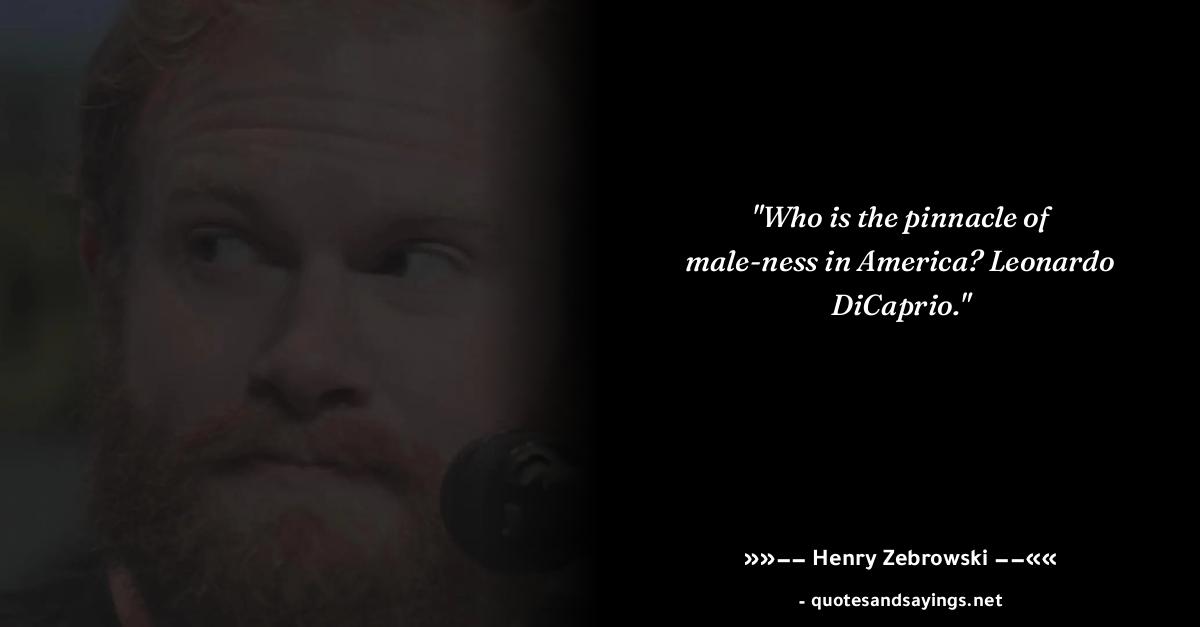 "Who is the pinnacle of
male-ness in America? Leonardo
DiCaprio."
»»–– Henry Zebrowski ––««
- quotesandsayings.net